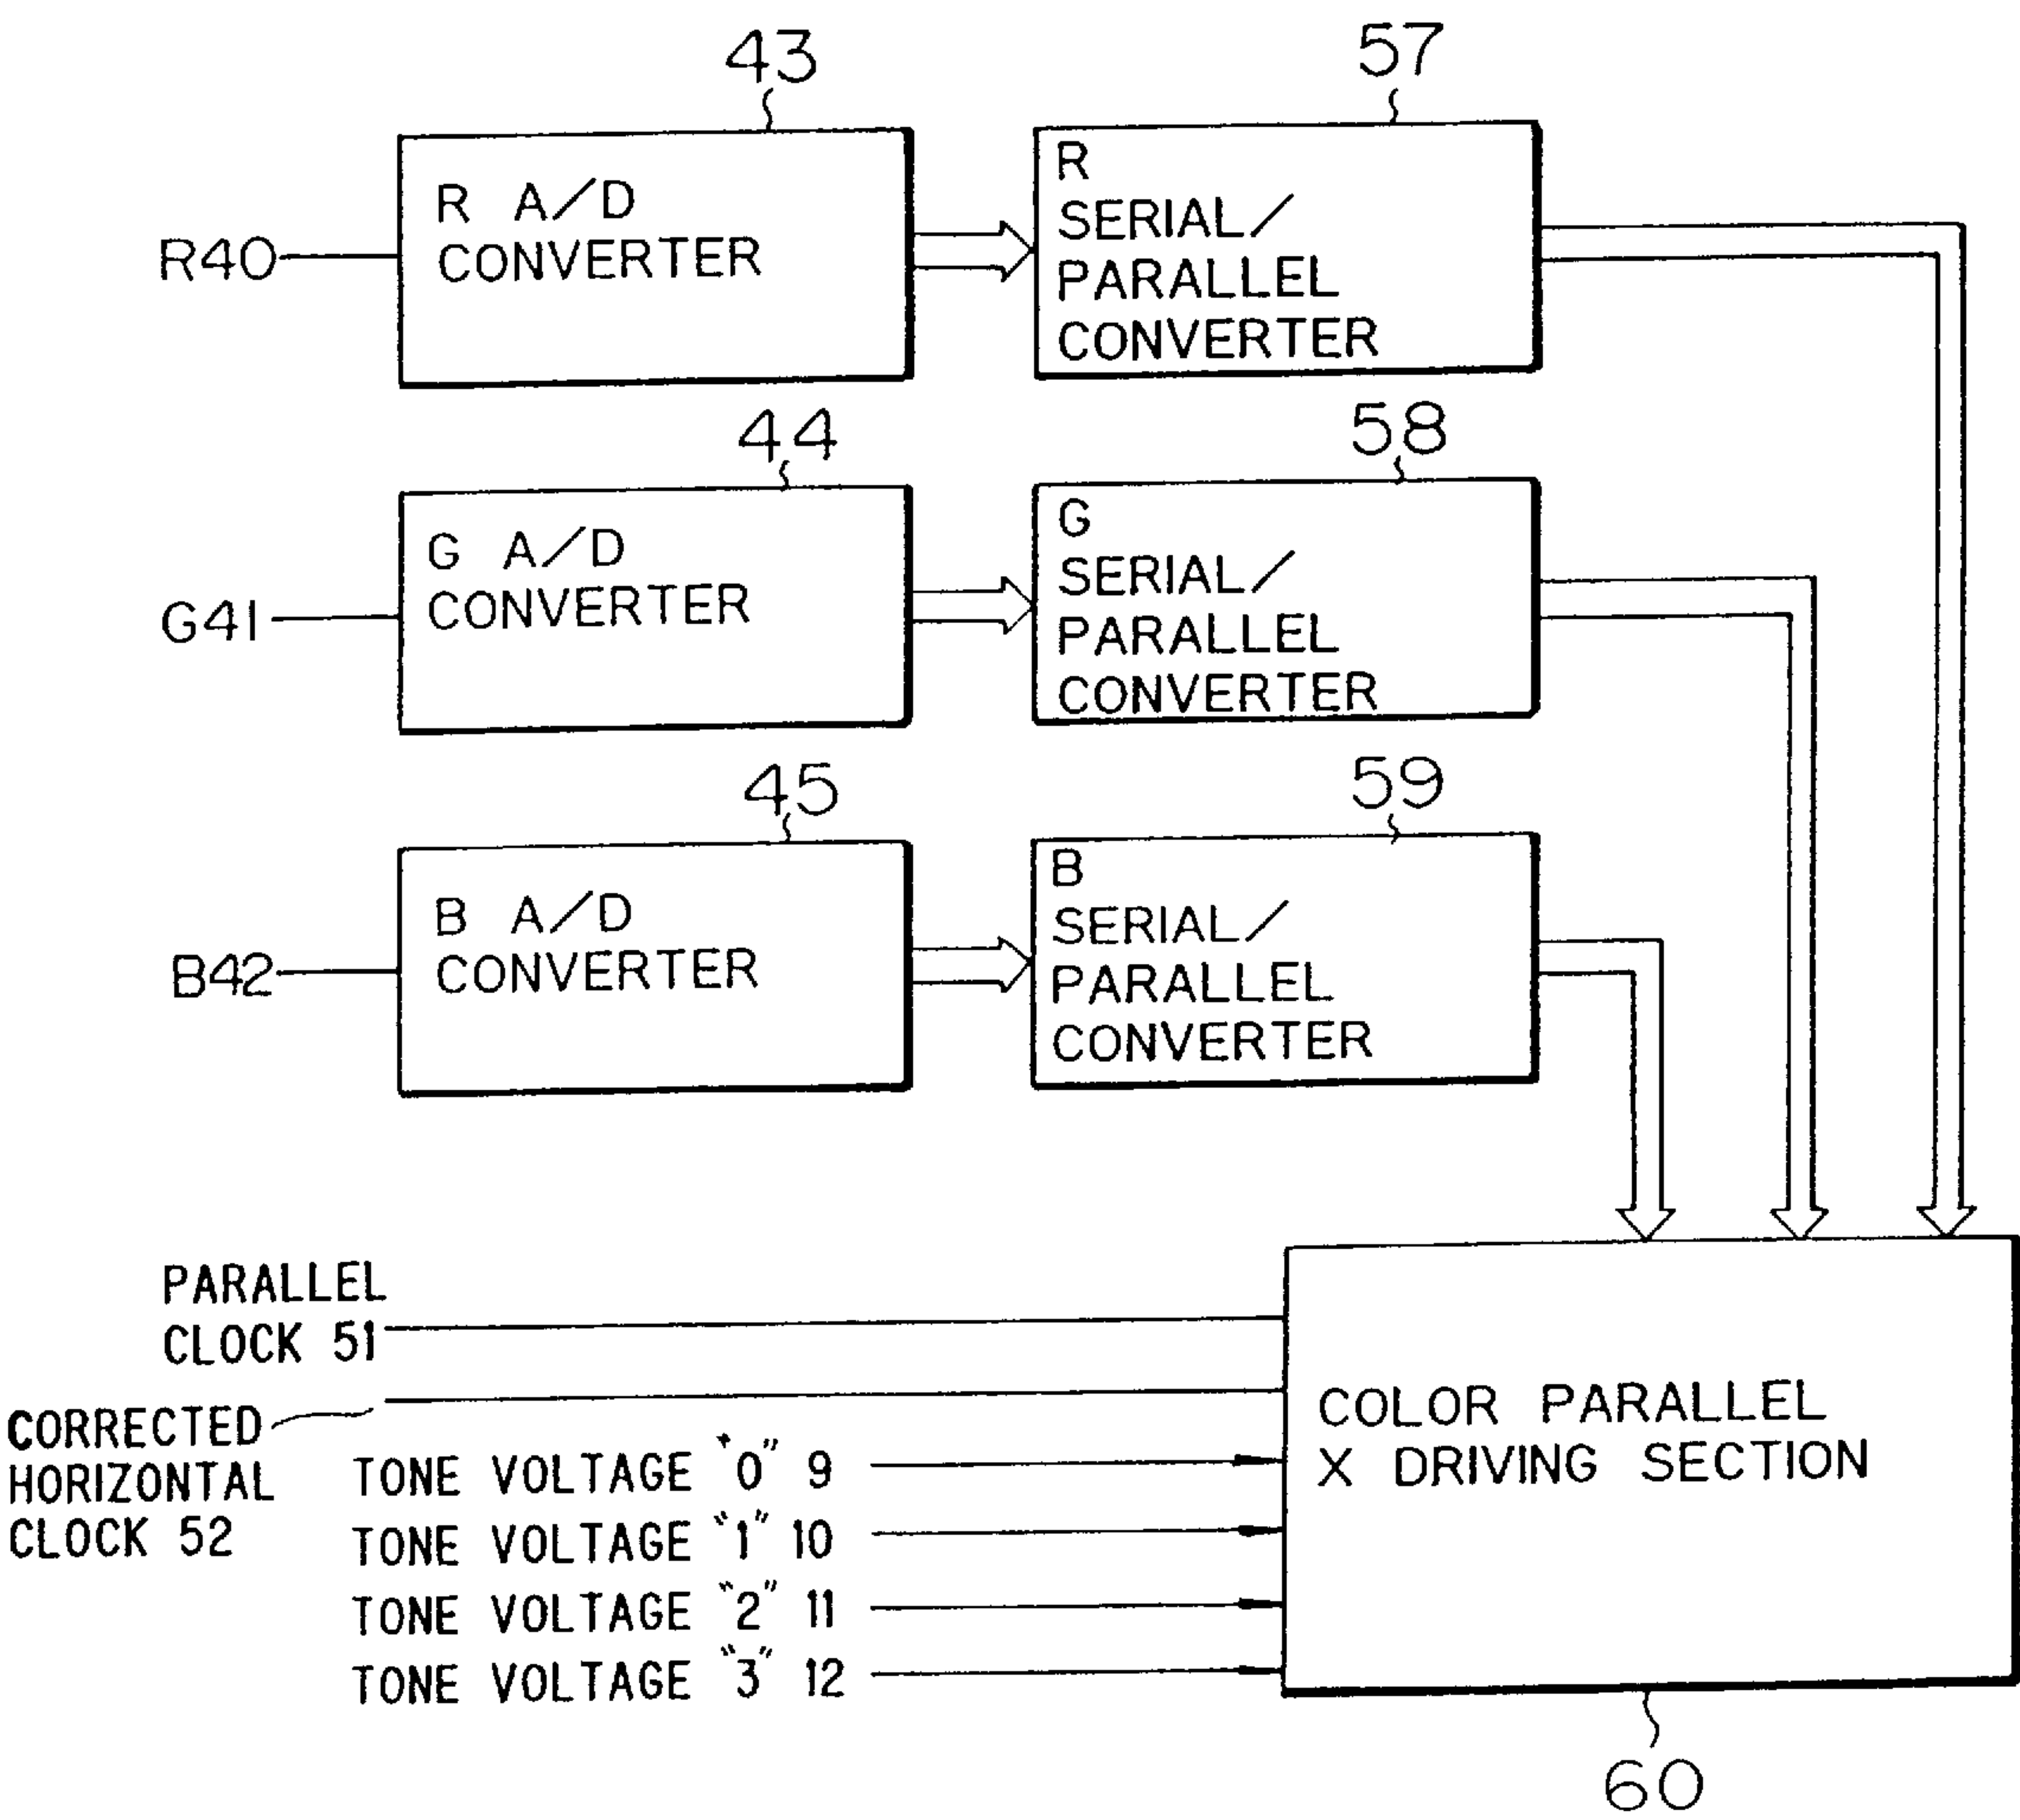 43
57
R A/D
CONVERTER
R
SERIAL/
PARALLEL
CONVERTER
R40
44
58
G A/D
CONVERTER
G
SERIAL/
PARALLEL
CONVERTER
G41
45
59
B A/D
CONVERTER
B
SERIAL/
PARALLEL
CONVERTER
B42
PARALLEL
CLOCK 51
CORRECTED
HORIZONTAL
CLOCK 52
TONE VOLTAGE "0" 9
TONE VOLTAGE "1" 10
TONE VOLTAGE "2" 11
TONE VOLTAGE "3" 12
COLOR PARALLEL
X DRIVING SECTION
60